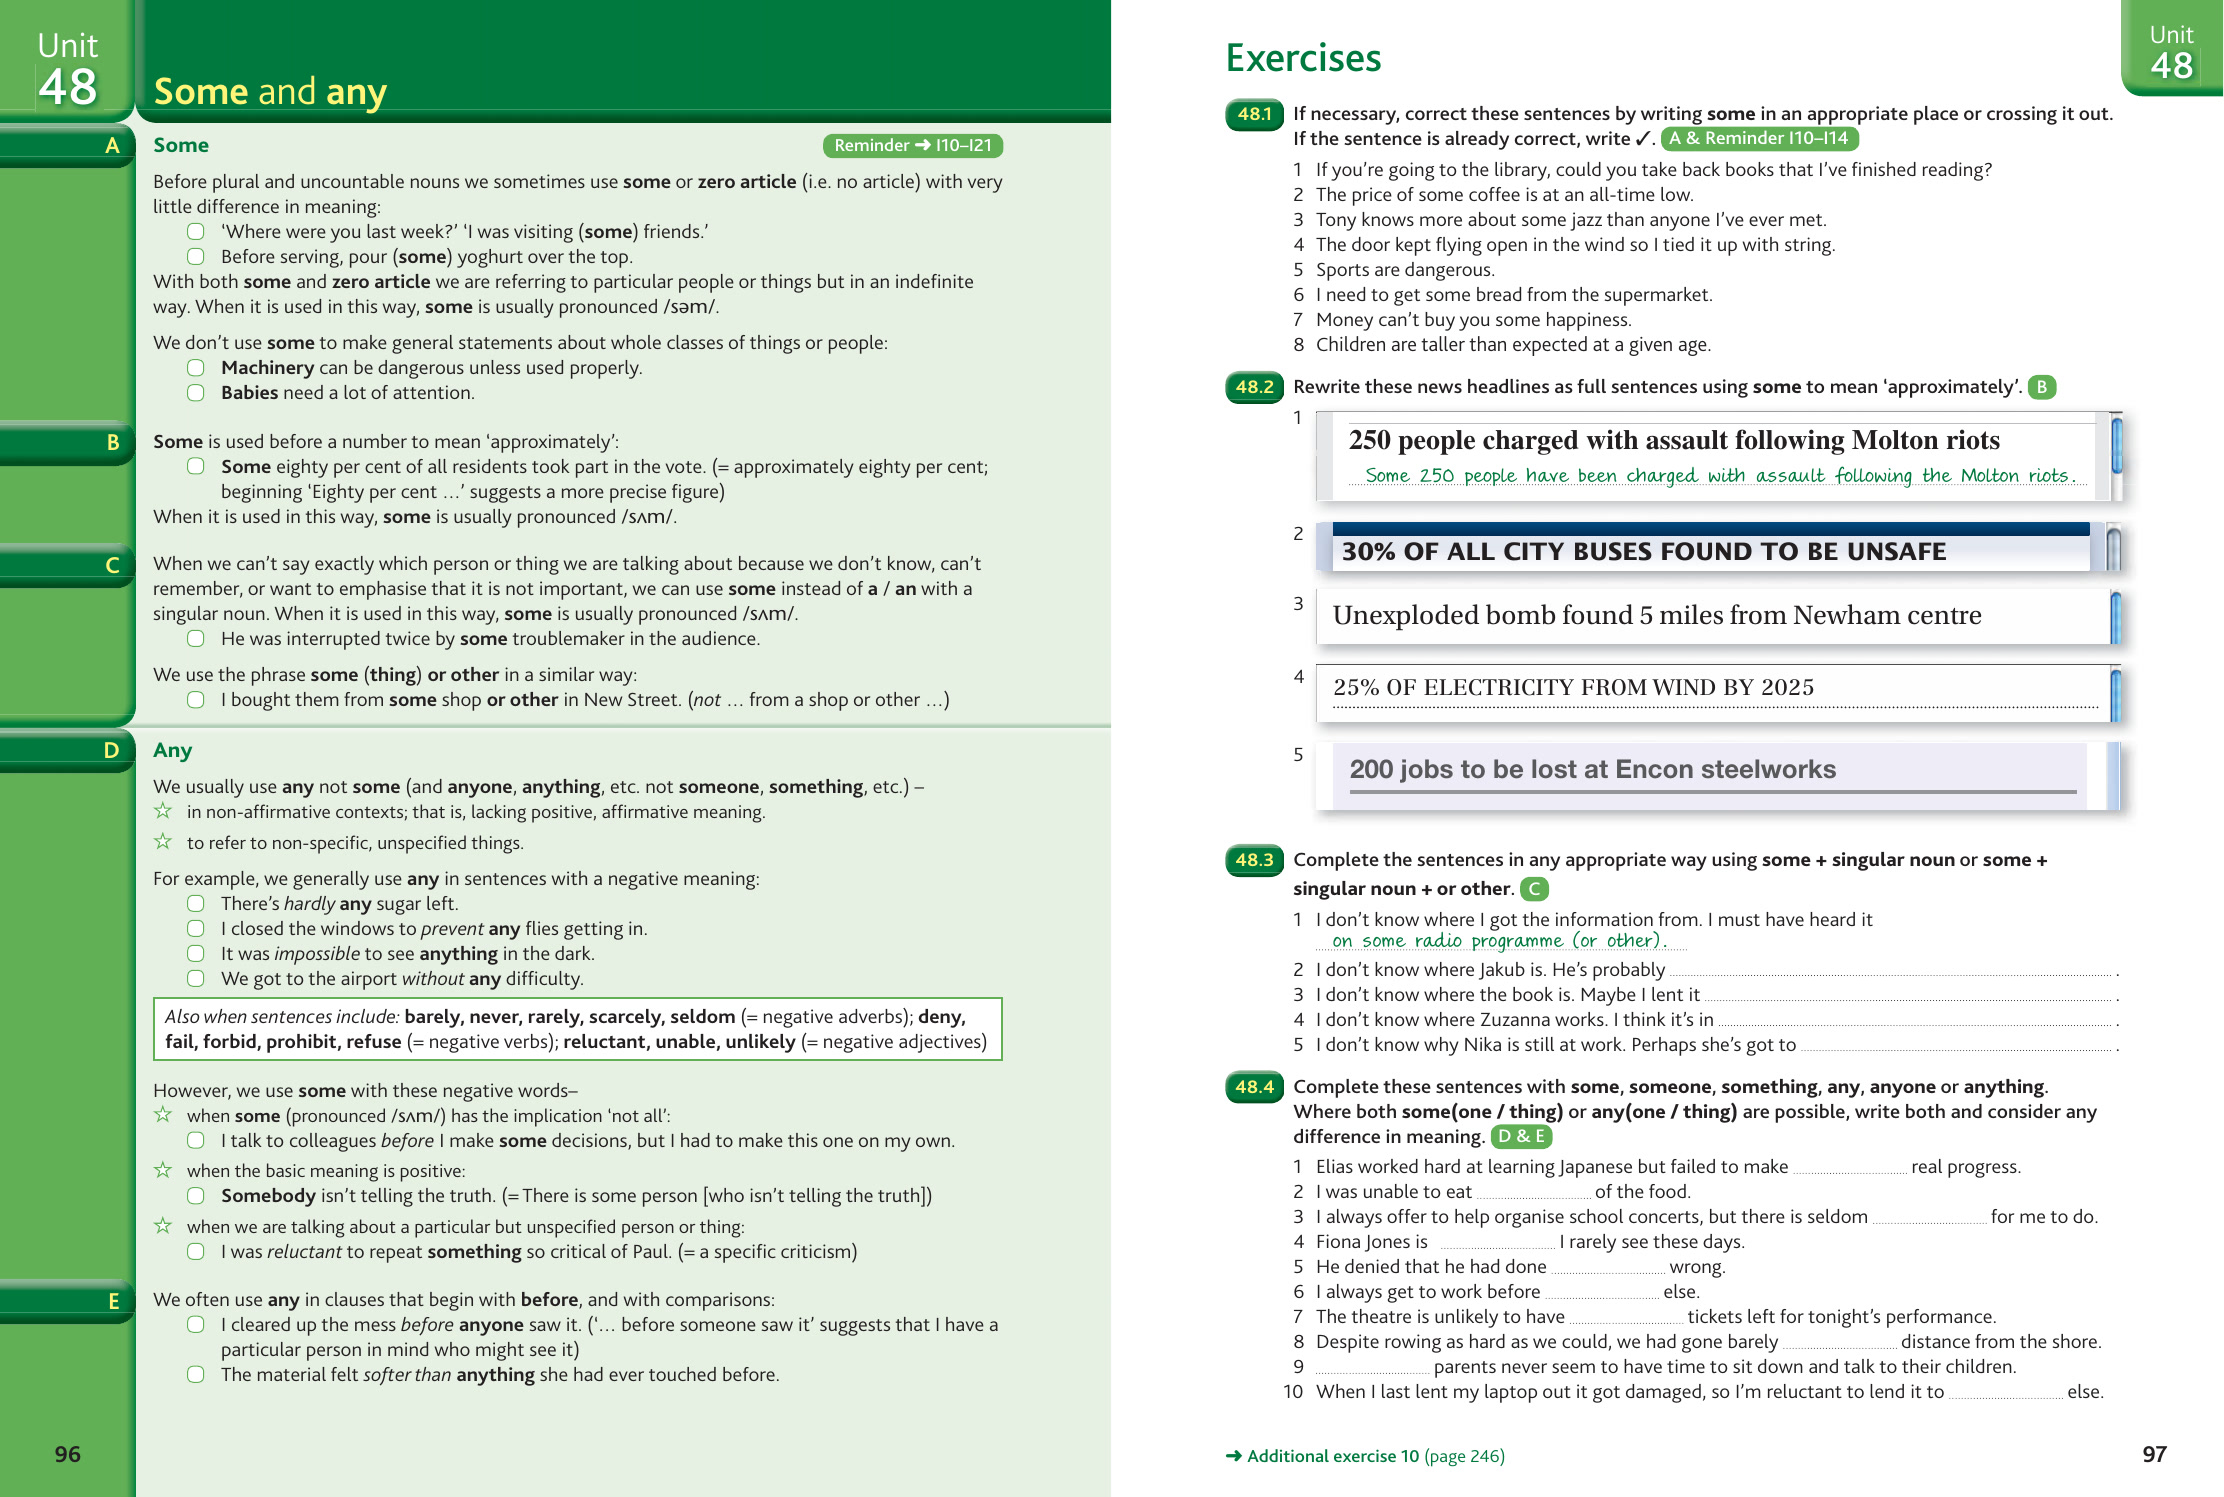 Unit
48
Some and any
A
Some
Reminder ➜ I10–I21
Before plural and uncountable nouns we sometimes use some or zero article (i.e. no article) with very
little difference in meaning:
‘Where were you last week?’ ‘I was visiting (some) friends.’
Before serving, pour (some) yoghurt over the top.
With both some and zero article we are referring to particular people or things but in an indefinite
way. When it is used in this way, some is usually pronounced /səm/.
We don’t use some to make general statements about whole classes of things or people:
Machinery can be dangerous unless used properly.
Babies need a lot of attention.
B
Some is used before a number to mean ‘approximately’:
Some eighty per cent of all residents took part in the vote. (= approximately eighty per cent;
beginning ‘Eighty per cent …’ suggests a more precise figure)
When it is used in this way, some is usually pronounced /sʌm/.
C
When we can’t say exactly which person or thing we are talking about because we don’t know, can’t
remember, or want to emphasise that it is not important, we can use some instead of a / an with a
singular noun. When it is used in this way, some is usually pronounced /sʌm/.
He was interrupted twice by some troublemaker in the audience.
We use the phrase some (thing) or other in a similar way:
I bought them from some shop or other in New Street. (not … from a shop or other …)
D
Any
We usually use any not some (and anyone, anything, etc. not someone, something, etc.) –
☆ in non-affirmative contexts; that is, lacking positive, affirmative meaning.
☆ to refer to non-specific, unspecified things.
For example, we generally use any in sentences with a negative meaning:
There’s hardly any sugar left.
I closed the windows to prevent any flies getting in.
It was impossible to see anything in the dark.
We got to the airport without any difficulty.
Also when sentences include: barely, never, rarely, scarcely, seldom (= negative adverbs); deny,
fail, forbid, prohibit, refuse (= negative verbs); reluctant, unable, unlikely (= negative adjectives)
However, we use some with these negative words–
☆ when some (pronounced /sʌm/) has the implication ‘not all’:
I talk to colleagues before I make some decisions, but I had to make this one on my own.
☆ when the basic meaning is positive:
Somebody isn’t telling the truth. (= There is some person [who isn’t telling the truth])
☆ when we are talking about a particular but unspecified person or thing:
I was reluctant to repeat something so critical of Paul. (= a specific criticism)
E
We often use any in clauses that begin with before, and with comparisons:
I cleared up the mess before anyone saw it. (‘… before someone saw it’ suggests that I have a
particular person in mind who might see it)
The material felt softer than anything she had ever touched before.
96
Exercises
Unit
48
48.1 If necessary, correct these sentences by writing some in an appropriate place or crossing it out.
If the sentence is already correct, write ✓. A & Reminder I10–I14
1 If you’re going to the library, could you take back books that I’ve finished reading?
2 The price of some coffee is at an all-time low.
3 Tony knows more about some jazz than anyone I’ve ever met.
4 The door kept flying open in the wind so I tied it up with string.
5 Sports are dangerous.
6 I need to get some bread from the supermarket.
7 Money can’t buy you some happiness.
8 Children are taller than expected at a given age.
48.2 Rewrite these news headlines as full sentences using some to mean ‘approximately’. B
1
250 people charged with assault following Molton riots
Some 250 people have been charged with assault following the Molton riots.
2
30% OF ALL CITY BUSES FOUND TO BE UNSAFE
3
Unexploded bomb found 5 miles from Newham centre
4
25% OF ELECTRICITY FROM WIND BY 2025
5
200 jobs to be lost at Encon steelworks
48.3 Complete the sentences in any appropriate way using some + singular noun or some +
singular noun + or other. C
1 I don’t know where I got the information from. I must have heard it
on some radio programme (or other).
2 I don’t know where Jakub is. He’s probably .
3 I don’t know where the book is. Maybe I lent it .
4 I don’t know where Zuzanna works. I think it’s in .
5 I don’t know why Nika is still at work. Perhaps she’s got to .
48.4 Complete these sentences with some, someone, something, any, anyone or anything.
Where both some(one / thing) or any(one / thing) are possible, write both and consider any
difference in meaning. D & E
1 Elias worked hard at learning Japanese but failed to make real progress.
2 I was unable to eat of the food.
3 I always offer to help organise school concerts, but there is seldom for me to do.
4 Fiona Jones is I rarely see these days.
5 He denied that he had done wrong.
6 I always get to work before else.
7 The theatre is unlikely to have tickets left for tonight’s performance.
8 Despite rowing as hard as we could, we had gone barely distance from the shore.
9 parents never seem to have time to sit down and talk to their children.
10 When I last lent my laptop out it got damaged, so I’m reluctant to lend it to else.
➜ Additional exercise 10 (page 246)
97